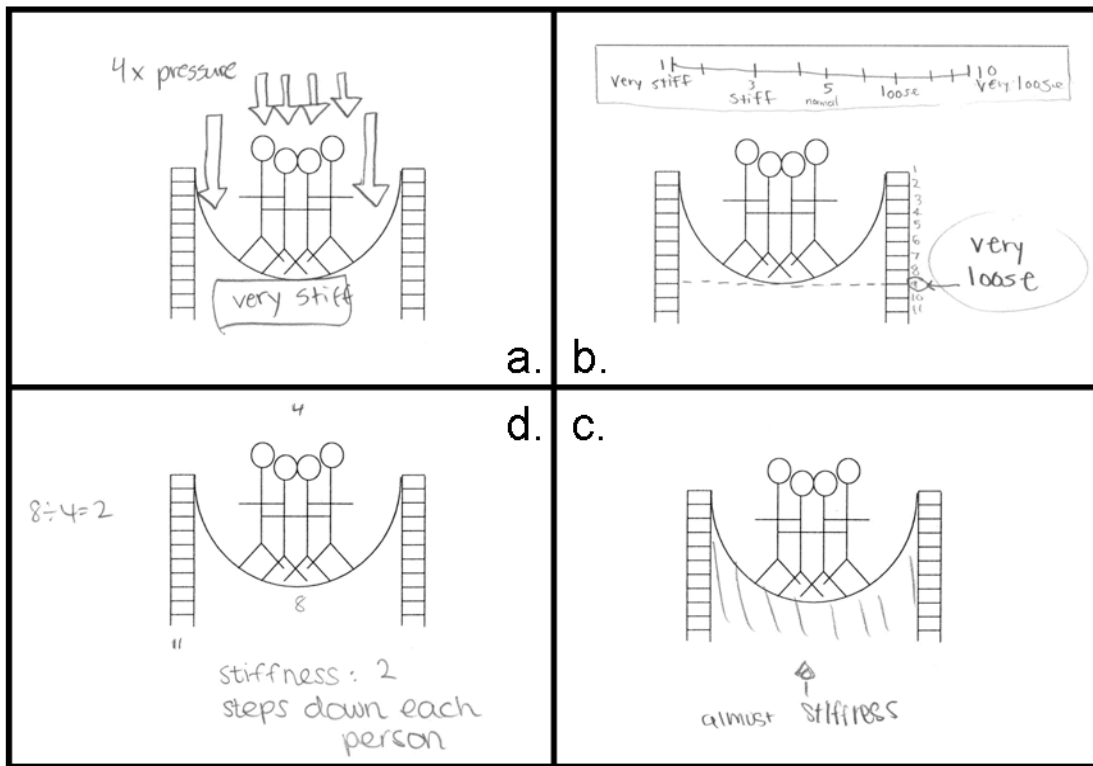 4x pressure
very stiff
a.
1 10
very stiff 3 5 loose very loose
stiff normal
1
2
3
4
5
6
7
8
9
10
11
very
loose
b.
4
d.
8÷4=2
8
11
stiffness: 2
steps down each
person
c.
almost stiffness